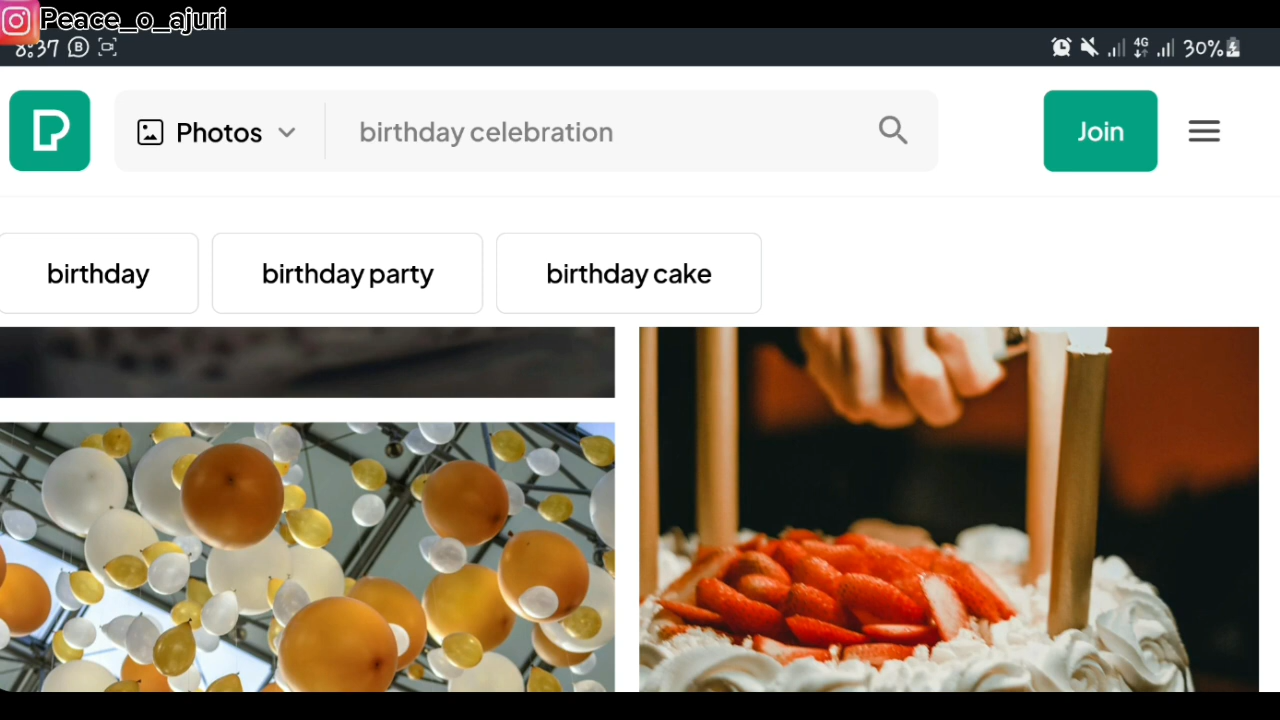 Peace_o_ajuri
8:37 4G 30%
Photos birthday celebration Join
birthday birthday party birthday cake